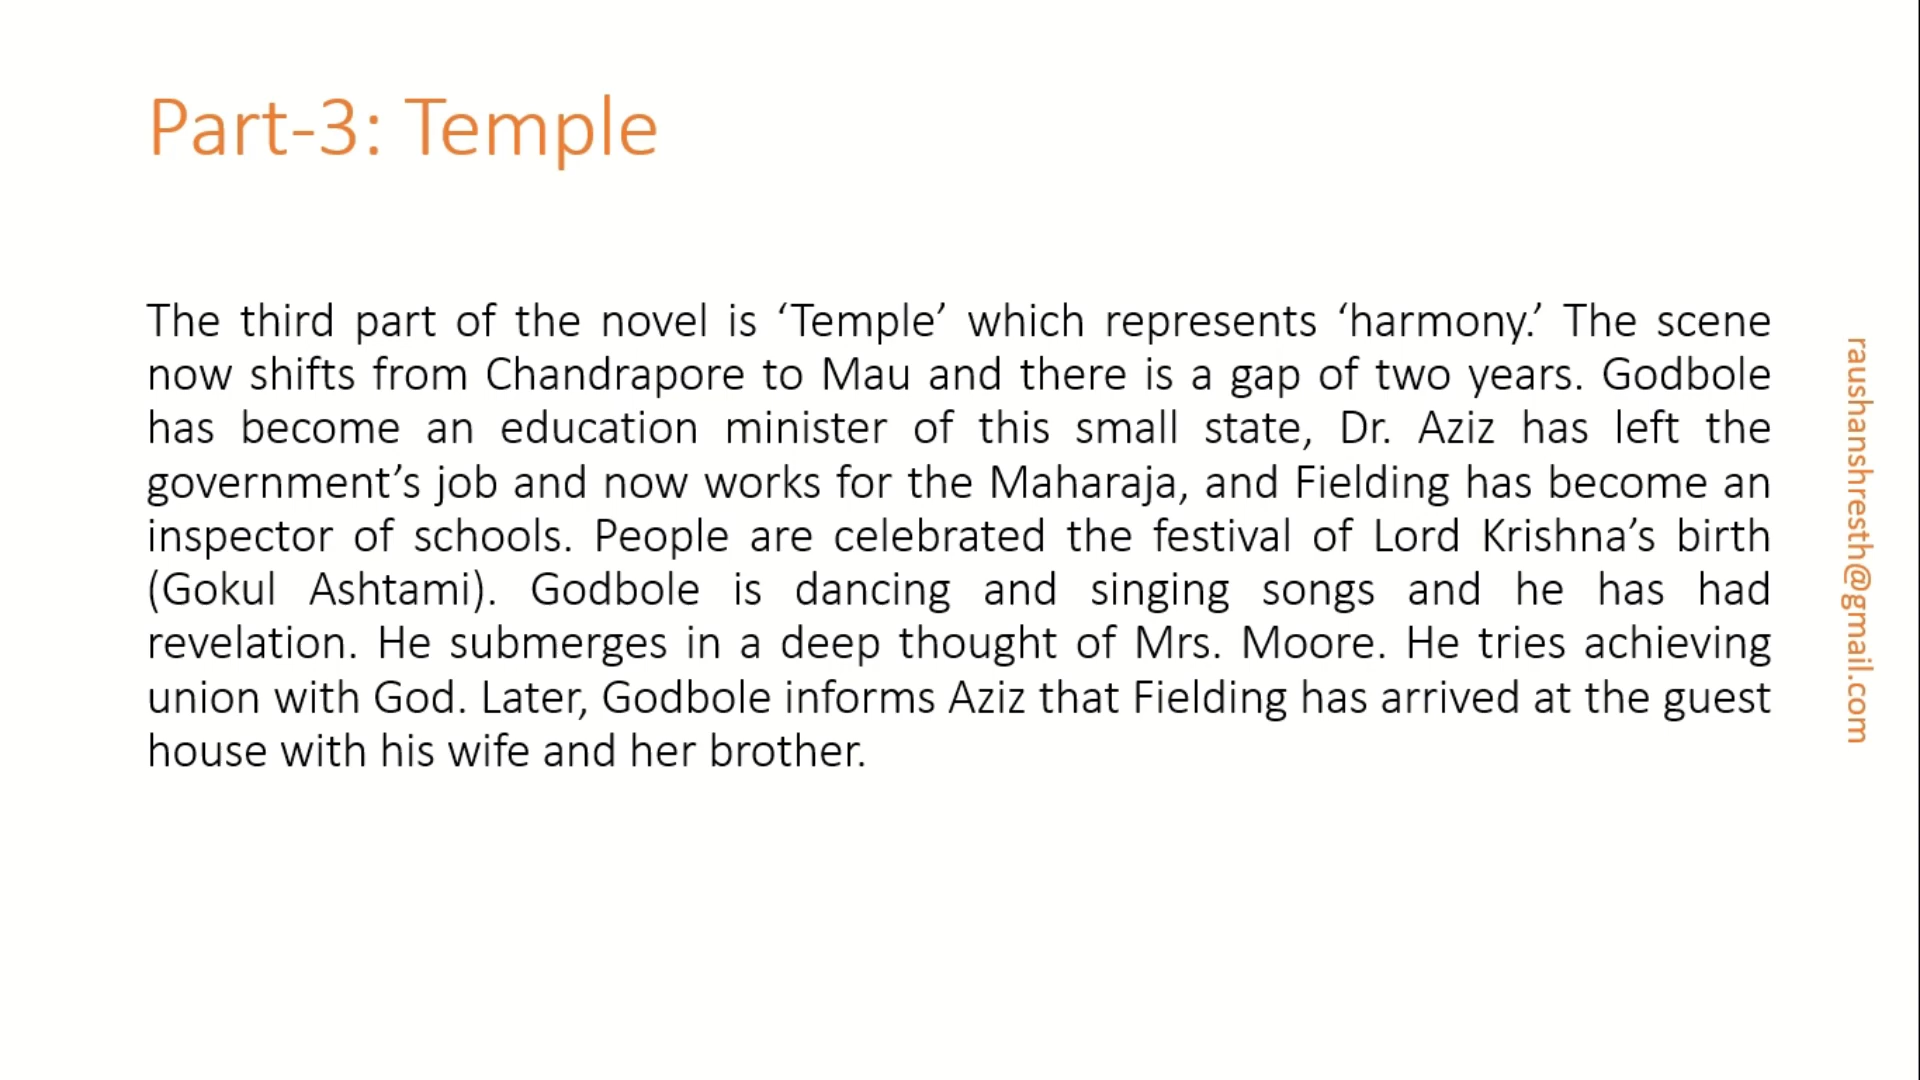 Part-3: Temple
The third part of the novel is ‘Temple’ which represents ‘harmony.’ The scene
now shifts from Chandrapore to Mau and there is a gap of two years. Godbole
has become an education minister of this small state, Dr. Aziz has left the
government’s job and now works for the Maharaja, and Fielding has become an
inspector of schools. People are celebrated the festival of Lord Krishna’s birth
(Gokul Ashtami). Godbole is dancing and singing songs and he has had
revelation. He submerges in a deep thought of Mrs. Moore. He tries achieving
union with God. Later, Godbole informs Aziz that Fielding has arrived at the guest
house with his wife and her brother.
raushanshresth@gmail.com